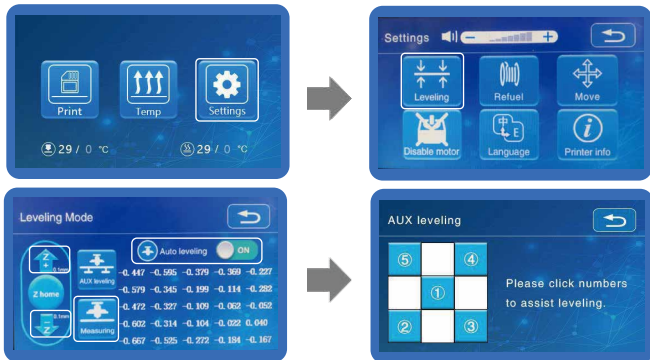 Print
Temp
Settings
29 / 0 °C
29 / 0 °C
Settings
Leveling
Refuel
Move
Disable motor
Language
Printer info
Leveling Mode
Z
+
0.1mm
Z home
0.1mm
−
Z
AUX leveling
Measuring
Auto leveling ON
-0.447 -0.595 -0.379 -0.369 -0.227
-0.579 -0.345 -0.199 -0.114 -0.282
-0.472 -0.327 -0.109 -0.062 -0.052
-0.602 -0.314 -0.104 -0.022 0.040
-0.667 -0.525 -0.272 -0.184 -0.167
AUX leveling
⑤ ④
①
② ③
Please click numbers
to assist leveling.